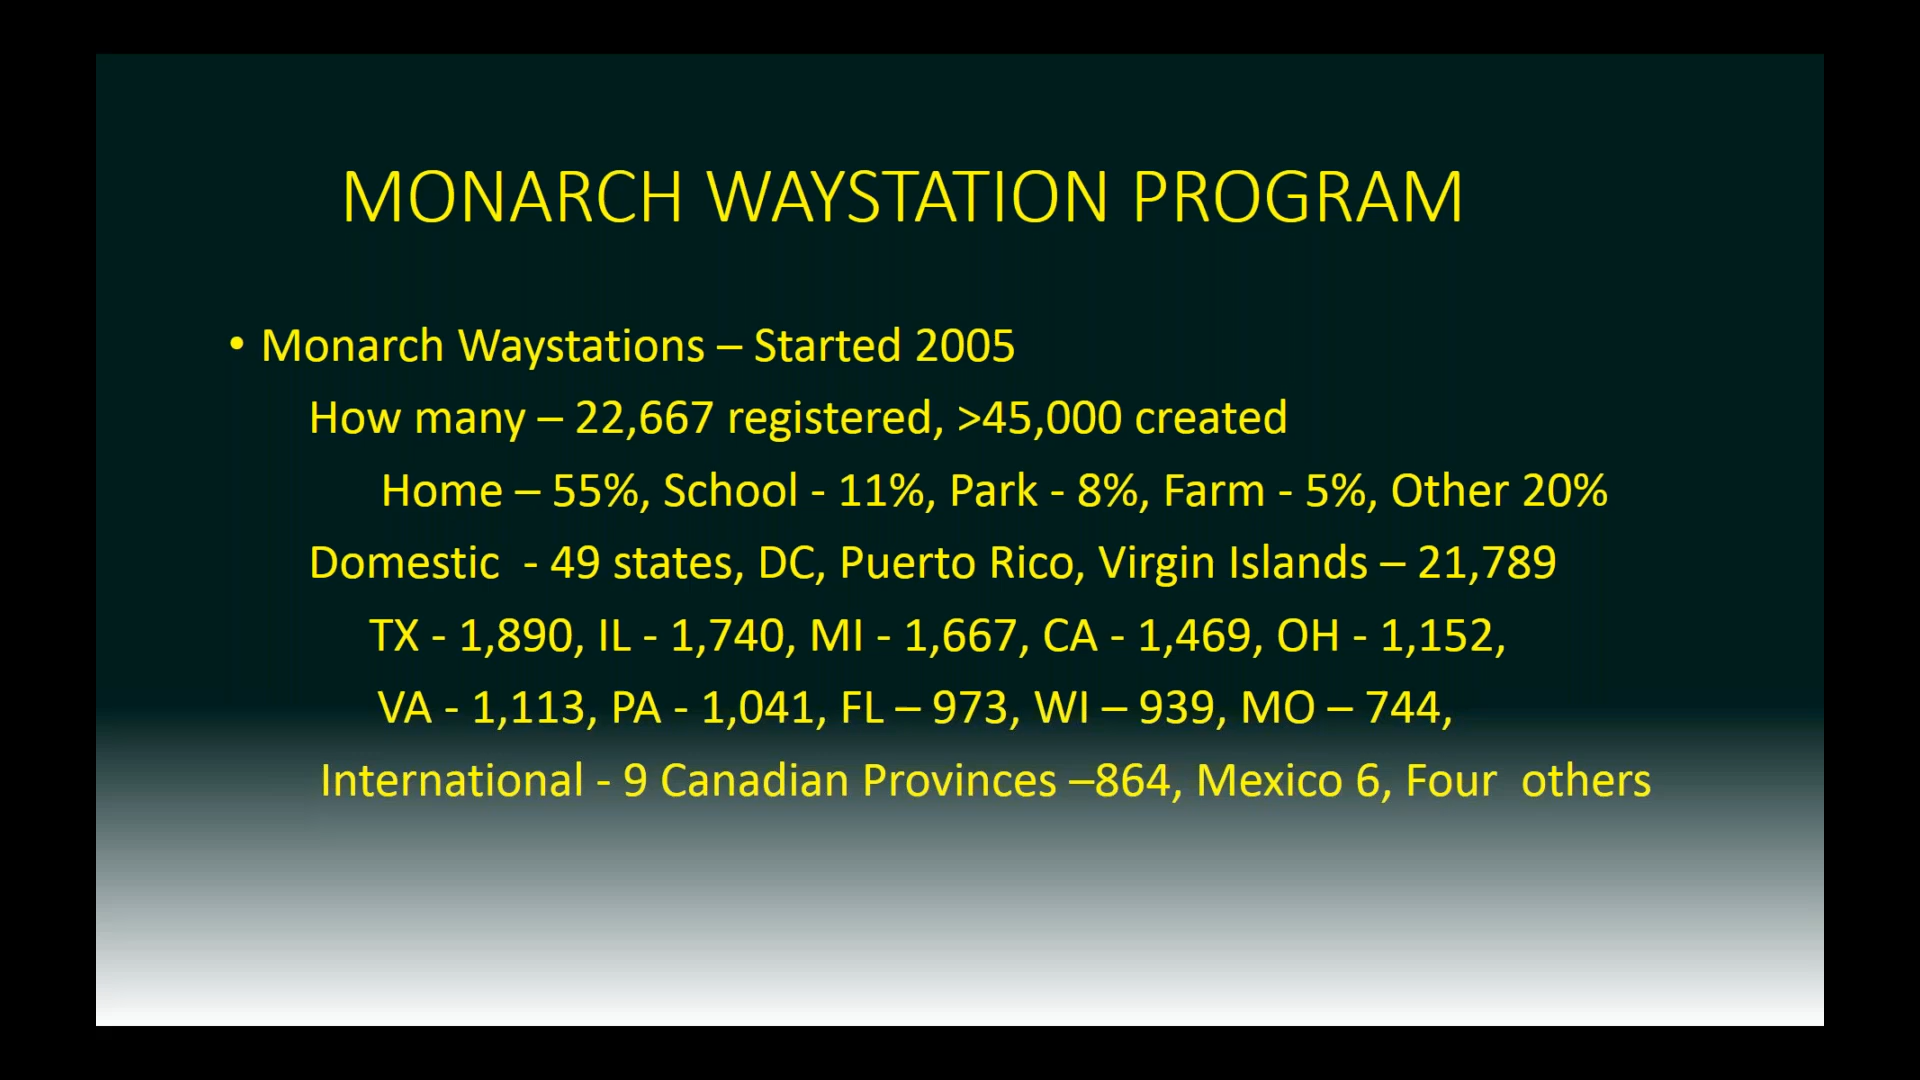 MONARCH WAYSTATION PROGRAM
• Monarch Waystations – Started 2005
How many – 22,667 registered, >45,000 created
Home – 55%, School - 11%, Park - 8%, Farm - 5%, Other 20%
Domestic  - 49 states, DC, Puerto Rico, Virgin Islands – 21,789
TX - 1,890, IL - 1,740, MI - 1,667, CA - 1,469, OH - 1,152,
VA - 1,113, PA - 1,041, FL – 973, WI – 939, MO – 744,
International - 9 Canadian Provinces –864, Mexico 6, Four  others